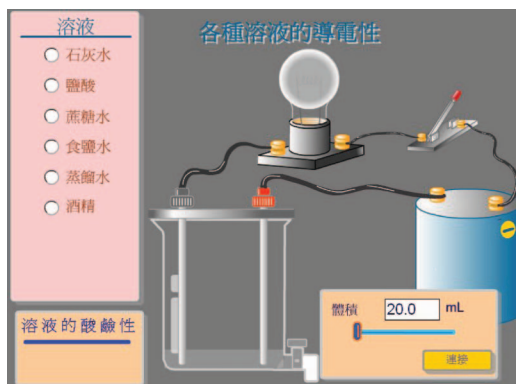 各種溶液的導電性
溶液
石灰水
鹽酸
蔗糖水
食鹽水
蒸餾水
酒精
溶液的酸鹼性
體積 20.0 mL
連接